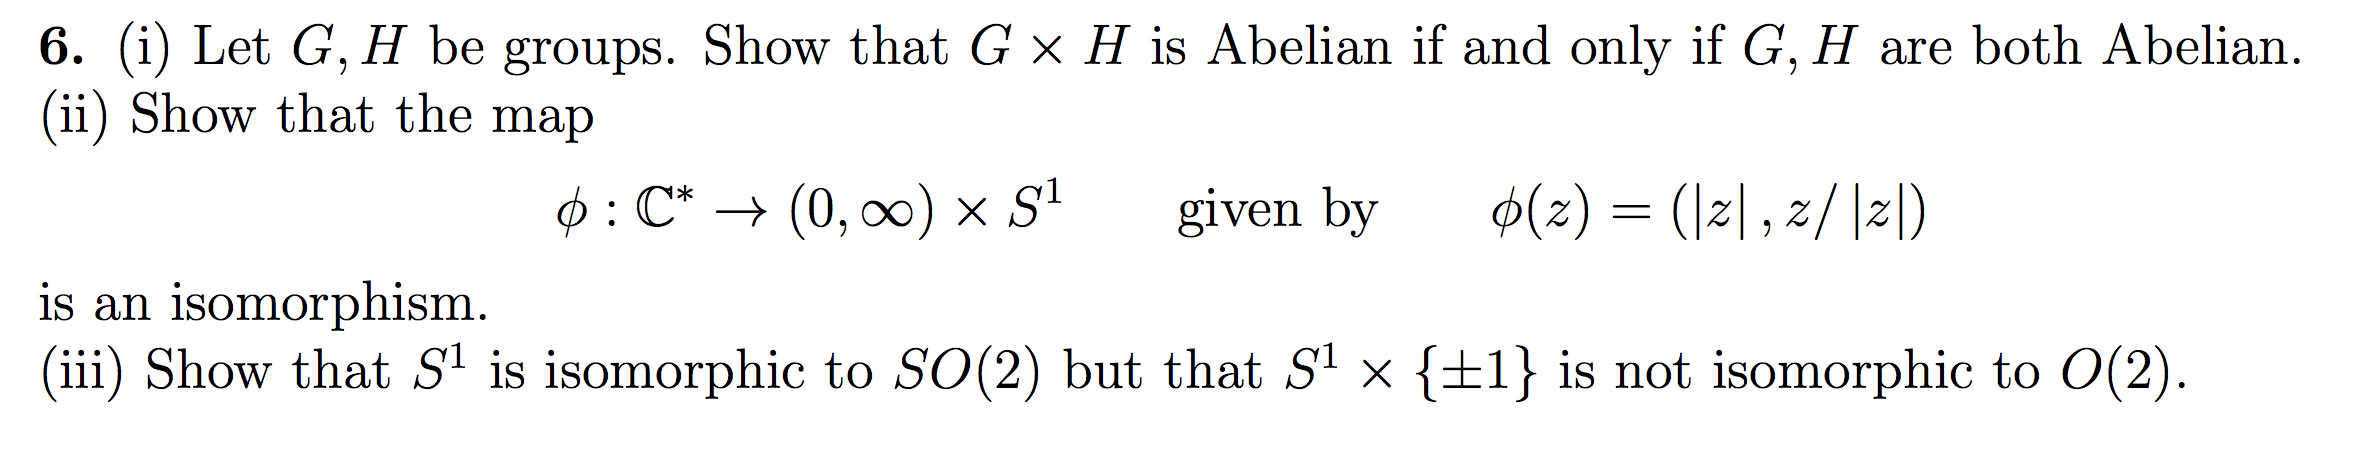 6. (i) Let G, H be groups. Show that G × H is Abelian if and only if G, H are both Abelian.
(ii) Show that the map
ϕ : ℂ* → (0, ∞) × S¹ given by ϕ(z) = (|z| , z/ |z|)
is an isomorphism.
(iii) Show that S¹ is isomorphic to SO(2) but that S¹ × {±1} is not isomorphic to O(2).